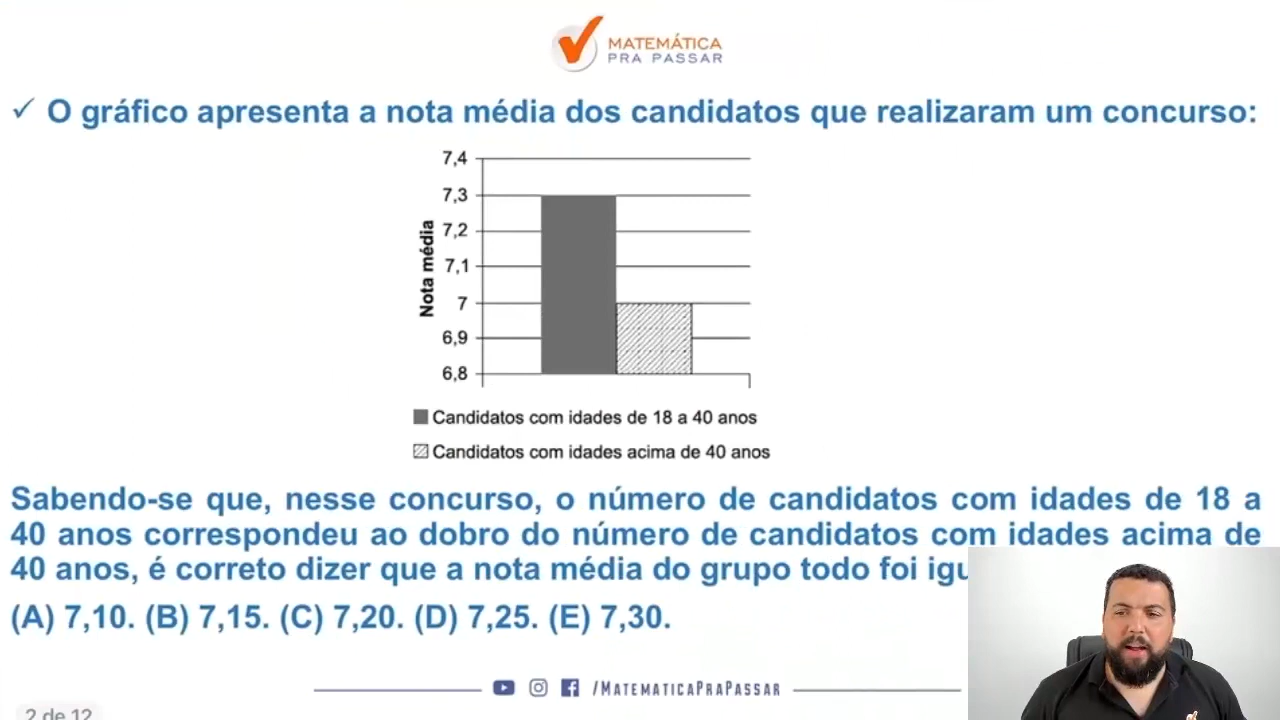 MATEMÁTICA
PRA PASSAR
✓ O gráfico apresenta a nota média dos candidatos que realizaram um concurso:
Nota média
7,4
7,3
7,2
7,1
7
6,9
6,8
Candidatos com idades de 18 a 40 anos
Candidatos com idades acima de 40 anos
Sabendo-se que, nesse concurso, o número de candidatos com idades de 18 a
40 anos correspondeu ao dobro do número de candidatos com idades acima de
40 anos, é correto dizer que a nota média do grupo todo foi
(A) 7,10. (B) 7,15. (C) 7,20. (D) 7,25. (E) 7,30.
/MATEMATICAPRAPASSAR
2 de 12